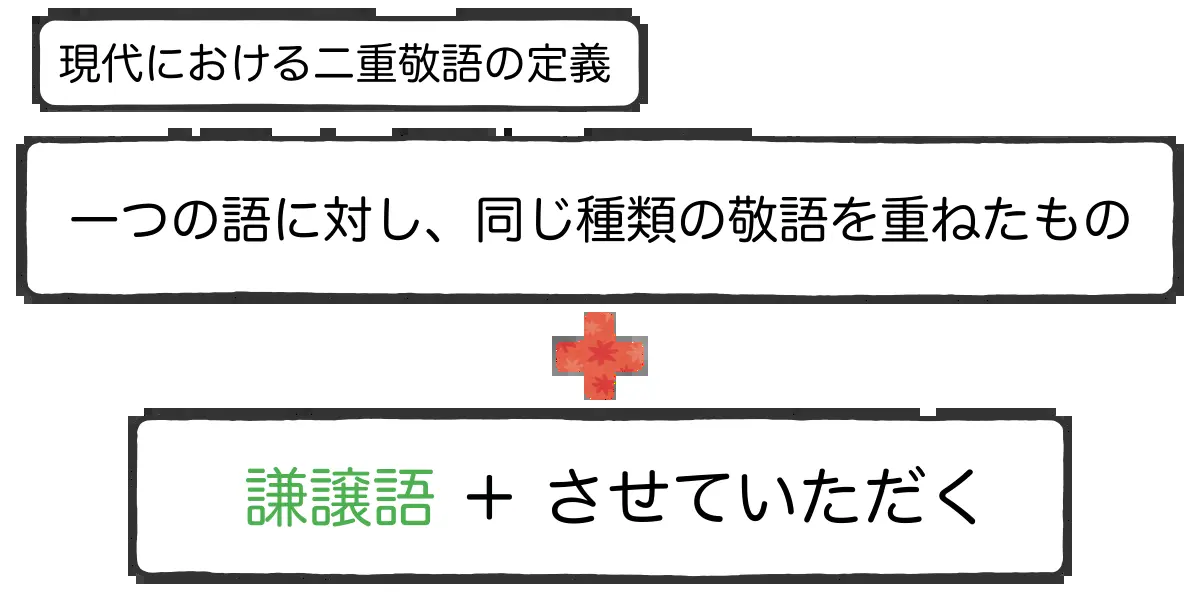 現代における二重敬語の定義
一つの語に対し、同じ種類の敬語を重ねたもの
謙譲語 + させていただく